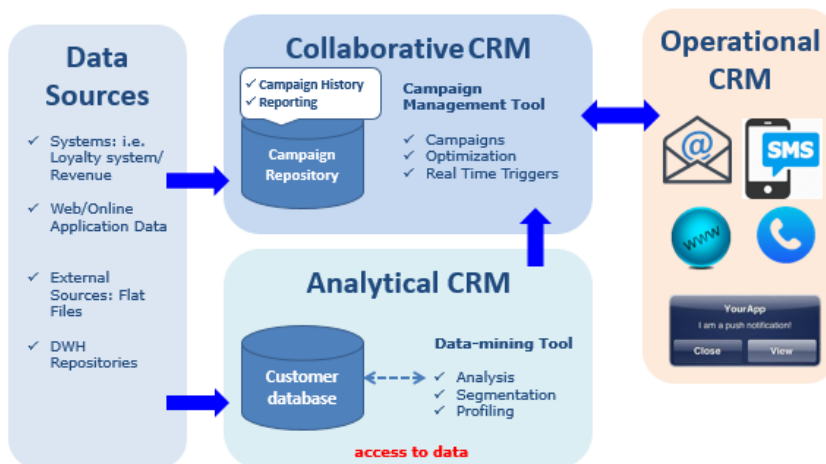 Data
Sources
✓ Systems: i.e.
Loyalty system/
Revenue
✓ Web/Online
Application Data
✓ External
Sources: Flat
Files
✓ DWH
Repositories
Collaborative CRM
✓ Campaign History
✓ Reporting
Campaign
Repository
Campaign
Management Tool
✓ Campaigns
✓ Optimization
✓ Real Time Triggers
Analytical CRM
Customer
database
Data-mining Tool
✓ Analysis
✓ Segmentation
✓ Profiling
access to data
Operational
CRM
@
SMS
www
YourApp
I am a push notification!
Close
View